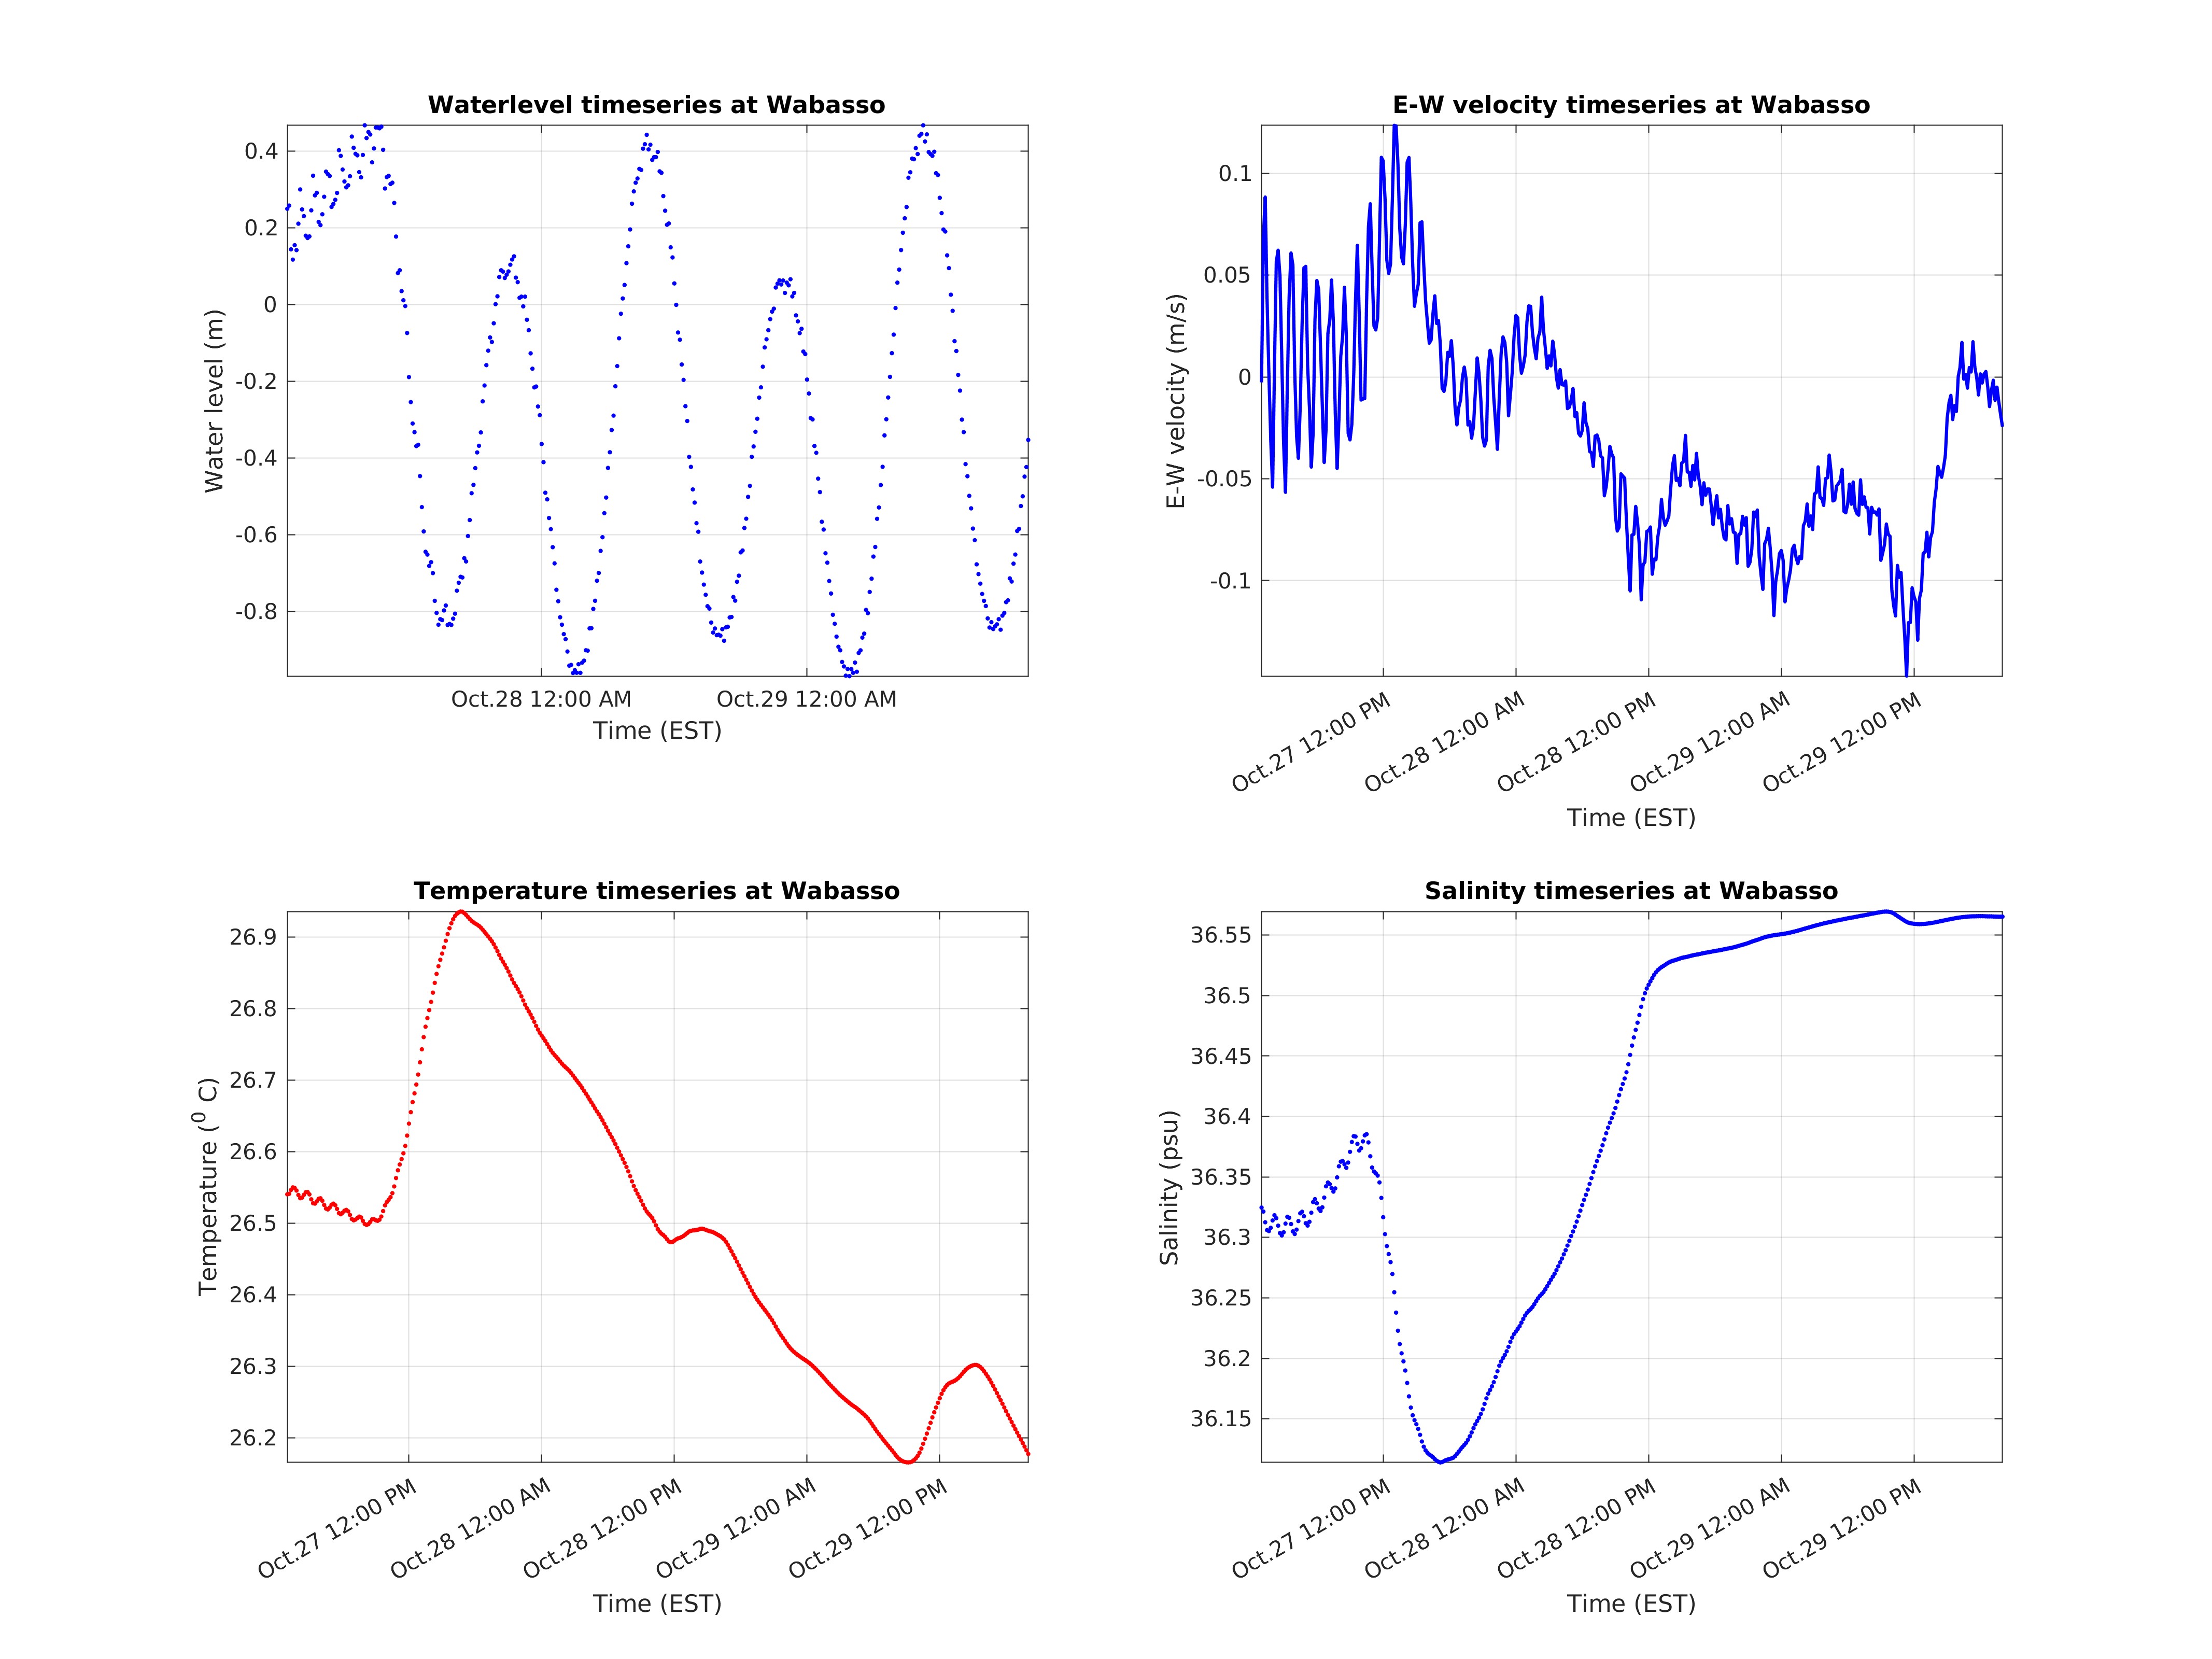 Waterlevel timeseries at Wabasso
0.4
0.2
0
-0.2
-0.4
-0.6
-0.8
Water level (m)
Oct.28 12:00 AM
Oct.29 12:00 AM
Time (EST)
E-W velocity timeseries at Wabasso
0.1
0.05
0
-0.05
-0.1
E-W velocity (m/s)
Oct.27 12:00 PM
Oct.28 12:00 AM
Oct.28 12:00 PM
Oct.29 12:00 AM
Oct.29 12:00 PM
Time (EST)
Temperature timeseries at Wabasso
26.9
26.8
26.7
26.6
26.5
26.4
26.3
26.2
Temperature (⁰ C)
Oct.27 12:00 PM
Oct.28 12:00 AM
Oct.28 12:00 PM
Oct.29 12:00 AM
Oct.29 12:00 PM
Time (EST)
Salinity timeseries at Wabasso
36.55
36.5
36.45
36.4
36.35
36.3
36.25
36.2
36.15
Salinity (psu)
Oct.27 12:00 PM
Oct.28 12:00 AM
Oct.28 12:00 PM
Oct.29 12:00 AM
Oct.29 12:00 PM
Time (EST)